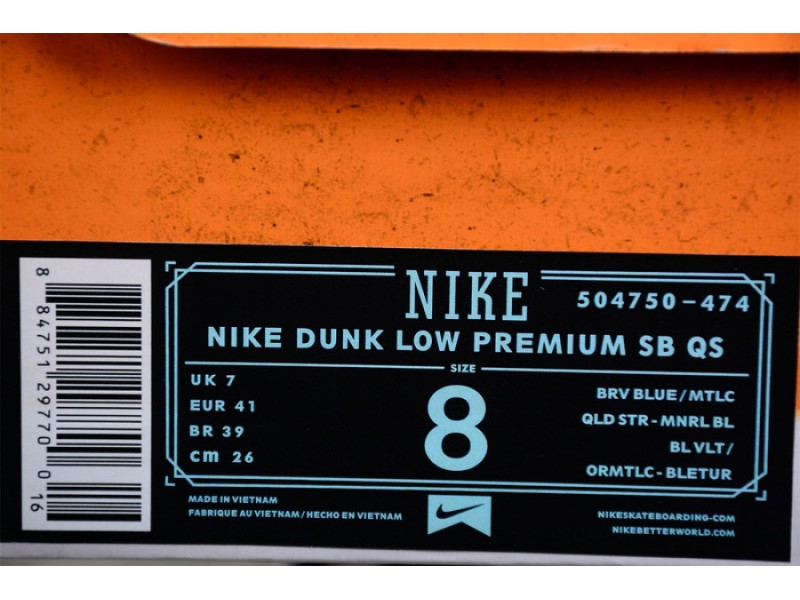 NIKE
504750-474
NIKE DUNK LOW PREMIUM SB QS
SIZE
8
UK 7
EUR 41
BR 39
cm 26
BRV BLUE/MTLC
QLD STR-MNRL BL
BL VLT/
ORMTLC-BLETUR
MADE IN VIETNAM
FABRIQUE AU VIETNAM/HECHO EN VIETNAM
NIKESKATEBOARDING.COM
NIKEBETTERWORLD.COM
8 84751 29770 0 16